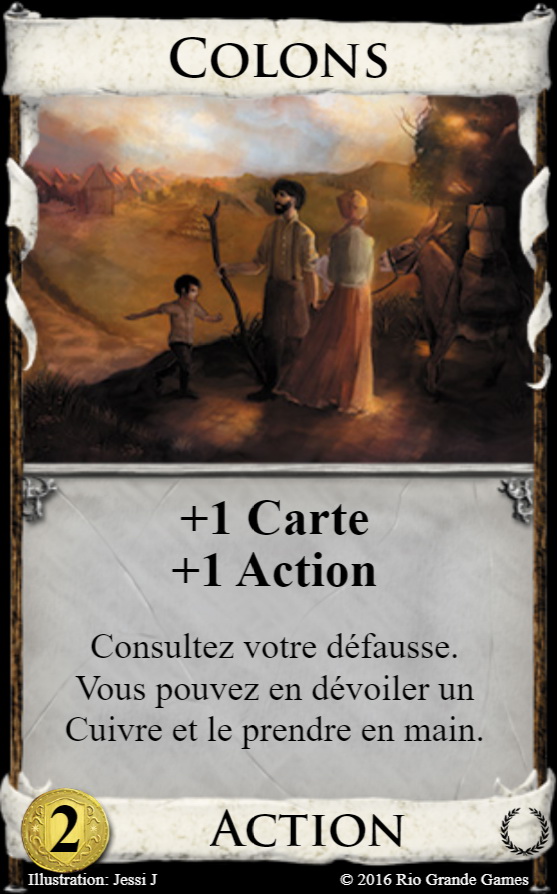 Colons
+1 Carte
+1 Action
Consultez votre défausse.
Vous pouvez en dévoiler un
Cuivre et le prendre en main.
2
Action
Illustration: Jessi J
© 2016 Rio Grande Games